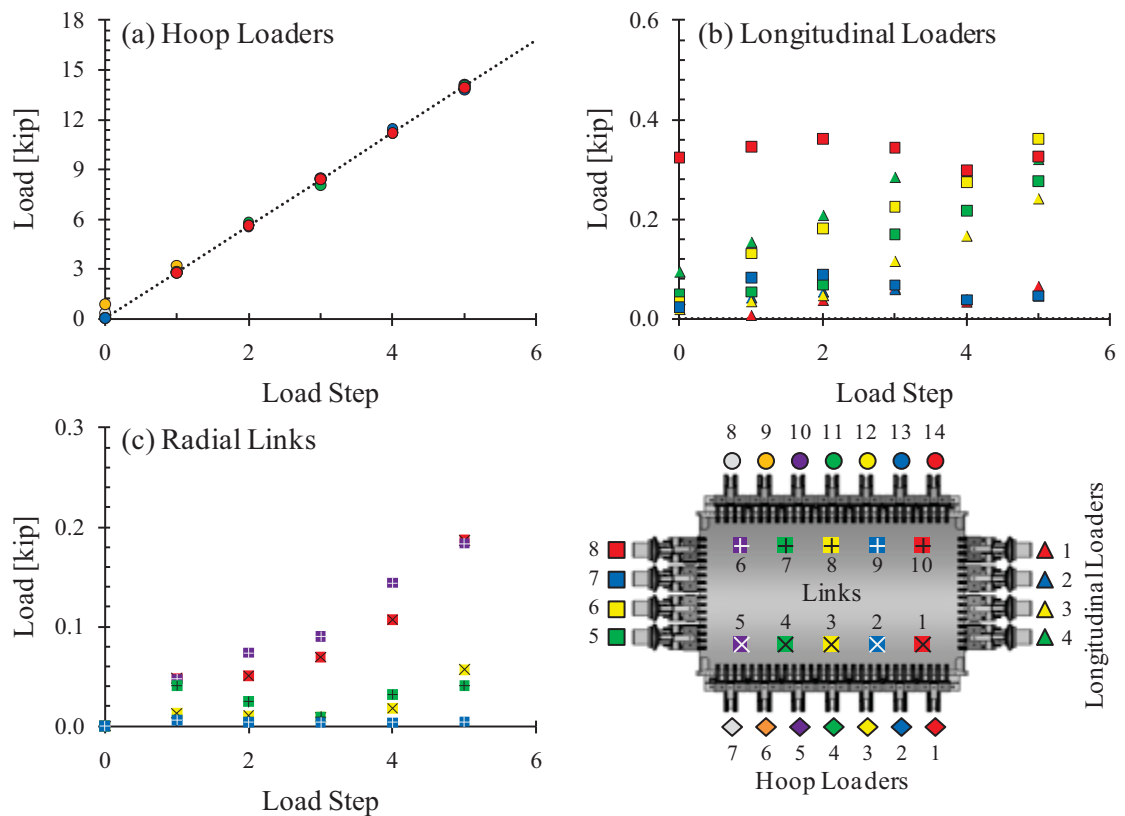 (a) Hoop Loaders
18
15
12
9
6
3
0
Load [kip]
0 2 4 6
Load Step
(b) Longitudinal Loaders
0.6
0.4
0.2
0.0
Load [kip]
0 2 4 6
Load Step
(c) Radial Links
0.3
0.2
0.1
0.0
Load [kip]
0 2 4 6
Load Step
8 9 10 11 12 13 14
8
7
6
5
6 7 8 9 10
Links
5 4 3 2 1
1
2
3
4
Longitudinal Loaders
7 6 5 4 3 2 1
Hoop Loaders